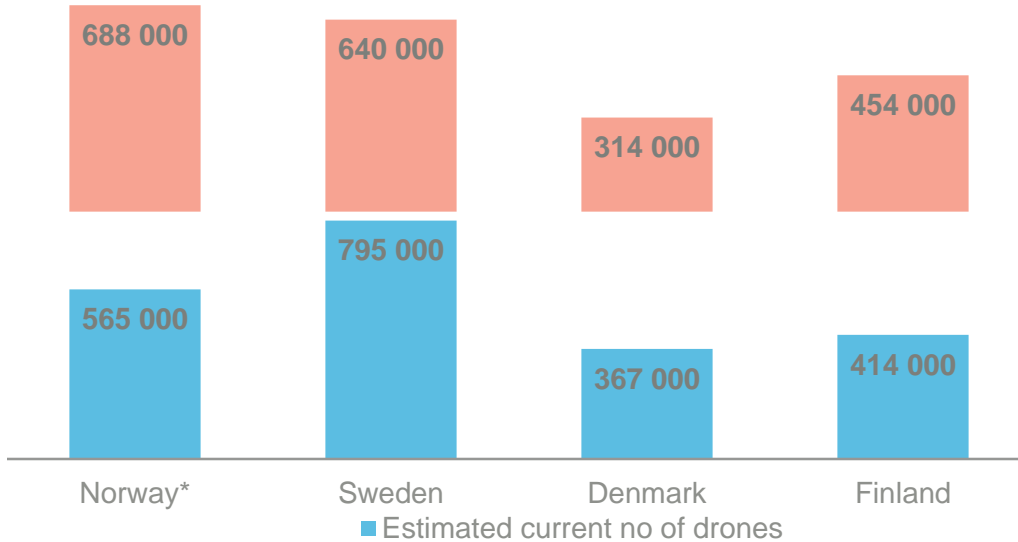 688 000
640 000
314 000
454 000
565 000
795 000
367 000
414 000
Norway*
Sweden
Denmark
Finland
Estimated current no of drones